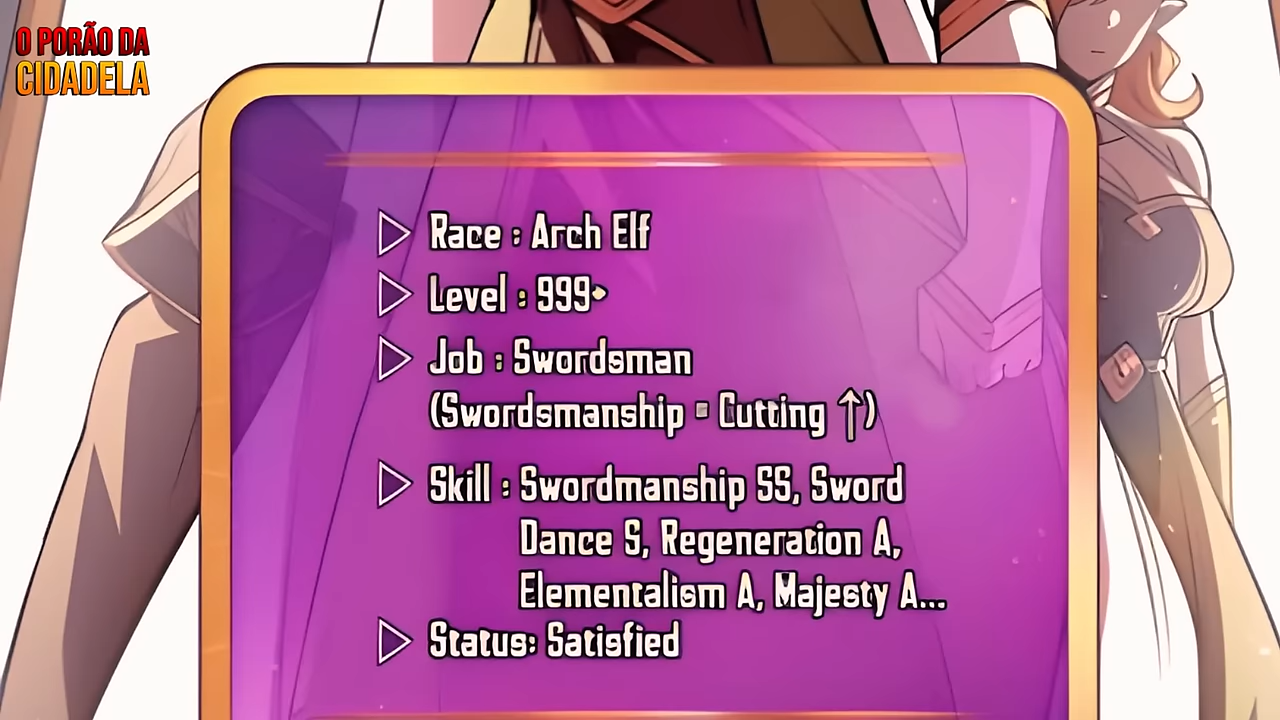 O PORÃO DA
CIDADELA
Race : Arch Elf
Level : 999+
Job : Swordsman
(Swordsmanship · Cutting ↑)
Skill : Swordmanship SS, Sword
Dance S, Regeneration A,
Elementalism A, Majesty A...
Status: Satisfied